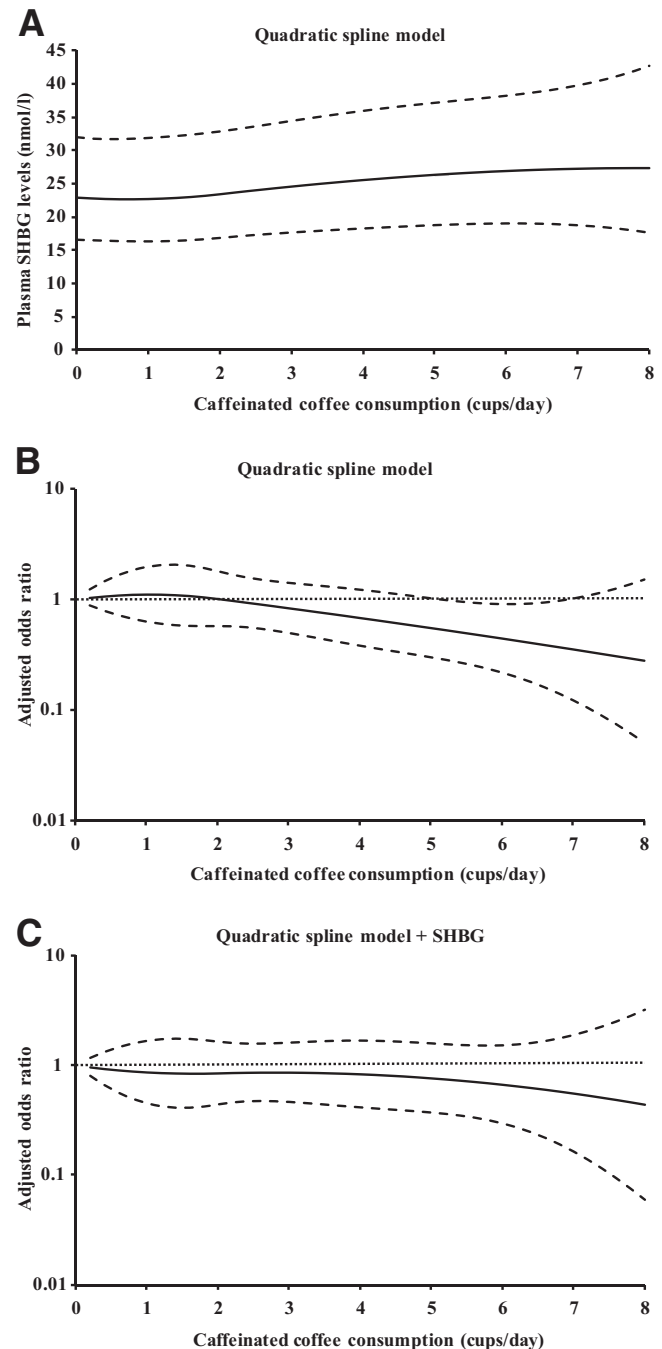 A
Quadratic spline model
Plasma SHBG levels (nmol/l)
45
40
35
30
25
20
15
10
5
0
0 1 2 3 4 5 6 7 8
Caffeinated coffee consumption (cups/day)
B
Quadratic spline model
Adjusted odds ratio
10
1
0.1
0.01
0 1 2 3 4 5 6 7 8
Caffeinated coffee consumption (cups/day)
C
Quadratic spline model + SHBG
Adjusted odds ratio
10
1
0.1
0.01
0 1 2 3 4 5 6 7 8
Caffeinated coffee consumption (cups/day)